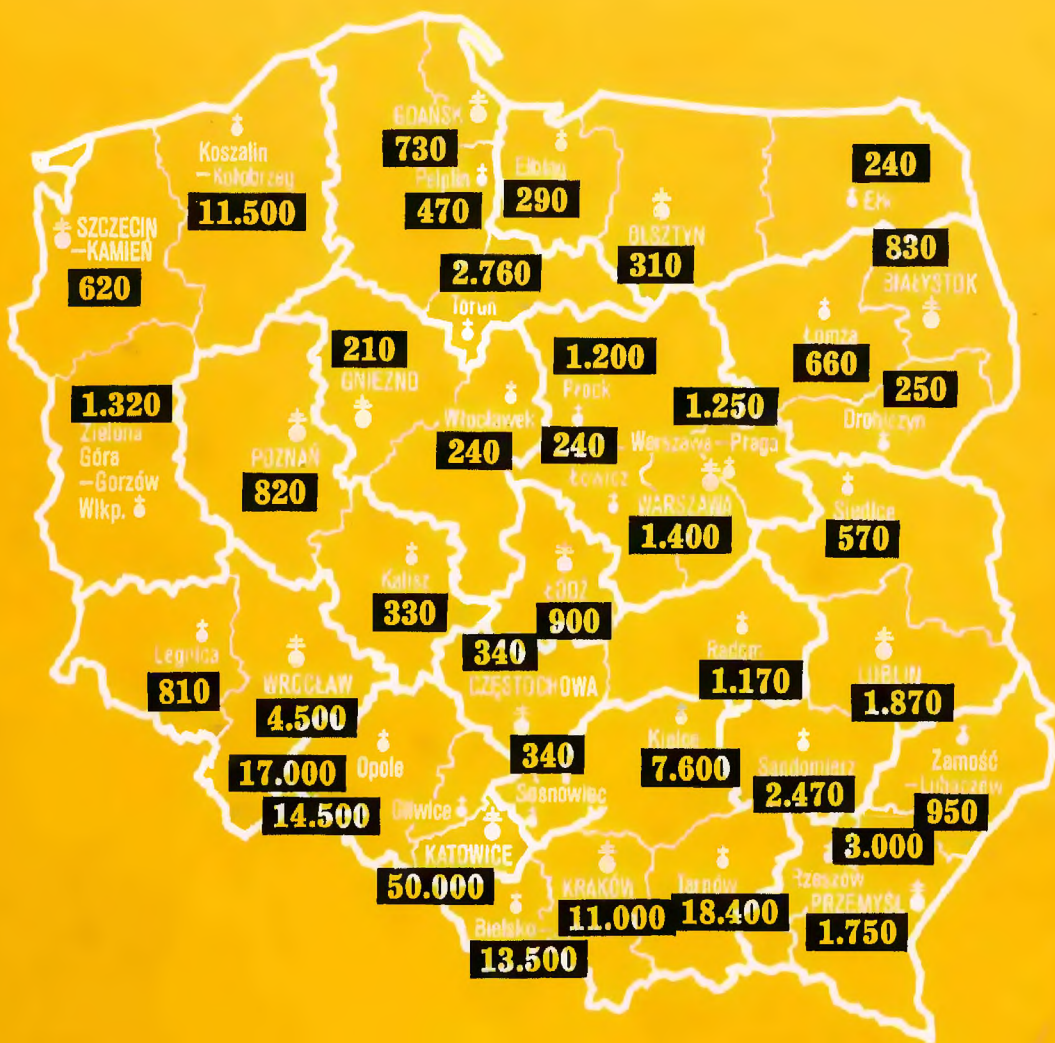 GDAŃSK
730
Koszalin
–Kołobrzeg
11.500
Pelplin
470
Elbląg
290
240
Ełk
SZCZECIN
–KAMIEŃ
620
OLSZTYN
310
830
BIAŁYSTOK
2.760
Toruń
Łomża
660
210
GNIEZNO
1.200
Płock
250
Drohiczyn
1.320
Zielona
Góra
–Gorzów
Wlkp.
Włocławek
240
1.250
Warszawa–Praga
240
Łowicz
POZNAŃ
820
WARSZAWA
1.400
Siedlce
570
Kalisz
330
ŁÓDŹ
900
340
CZĘSTOCHOWA
Radom
1.170
LUBLIN
1.870
Legnica
810
WROCŁAW
4.500
340
Sosnowiec
Kielce
7.600
Sandomierz
2.470
Zamość
–Lubaczów
950
17.000
Opole
14.500
Gliwice
KATOWICE
50.000
3.000
Rzeszów
KRAKÓW
11.000
Tarnów
18.400
PRZEMYŚL
1.750
Bielsko–
13.500